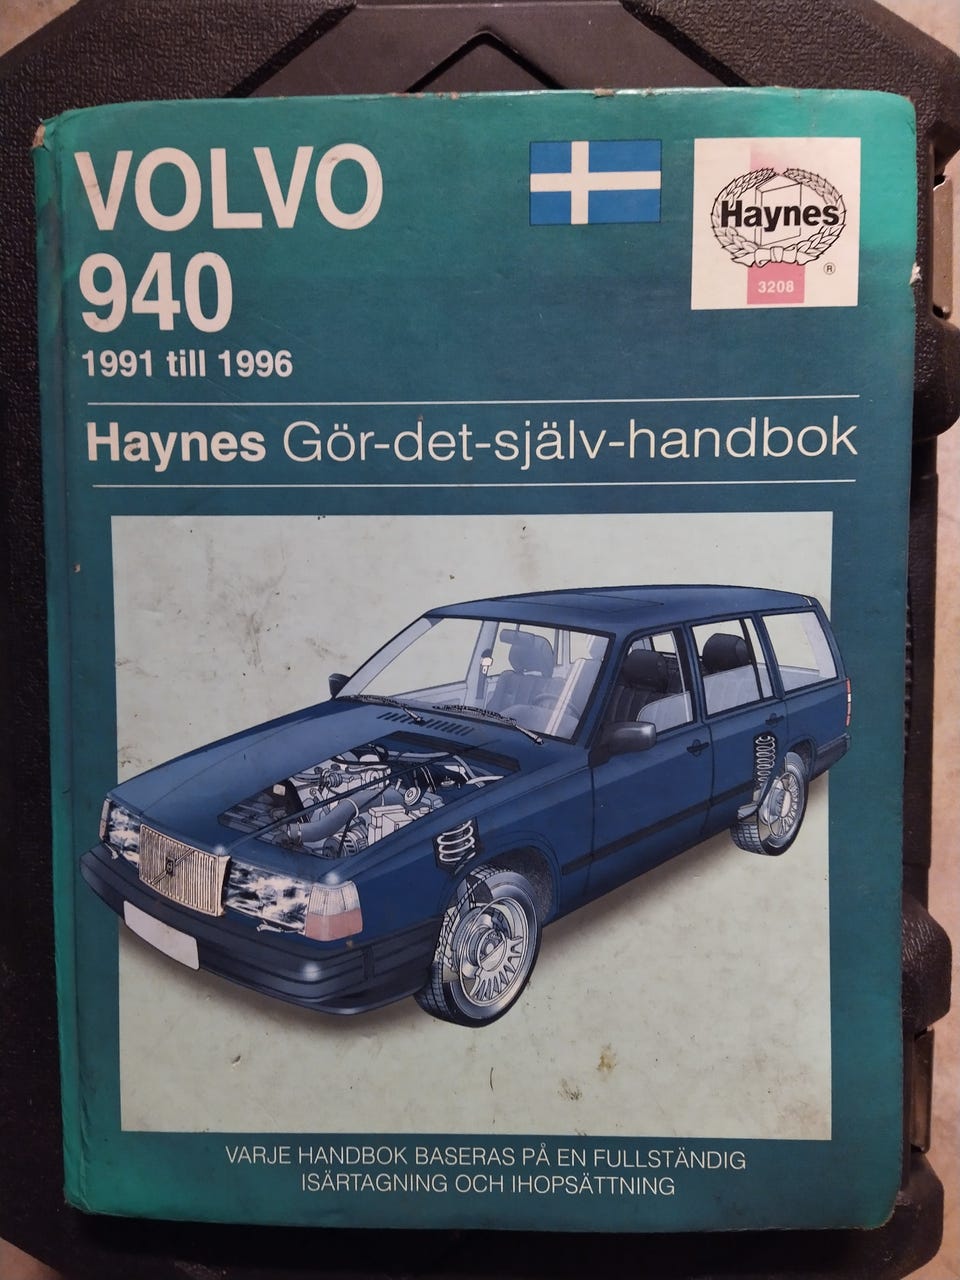 VOLVO
940
1991 till 1996
Haynes
®
3208
Haynes Gör-det-själv-handbok
VARJE HANDBOK BASERAS PÅ EN FULLSTÄNDIG
ISÄRTAGNING OCH IHOPSÄTTNING